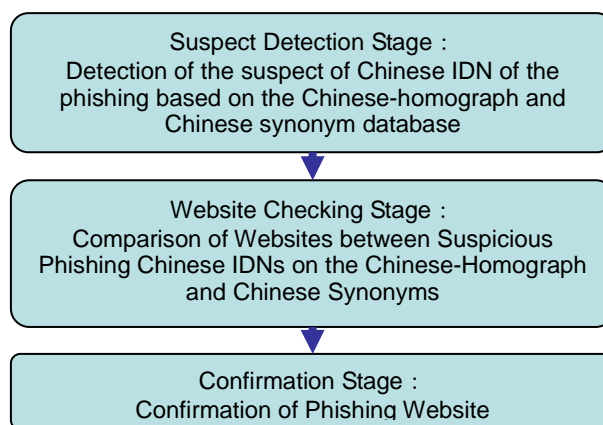 Suspect Detection Stage：
Detection of the suspect of Chinese IDN of the
phishing based on the Chinese-homograph and
Chinese synonym database
Website Checking Stage：
Comparison of Websites between Suspicious
Phishing Chinese IDNs on the Chinese-Homograph
and Chinese Synonyms
Confirmation Stage：
Confirmation of Phishing Website